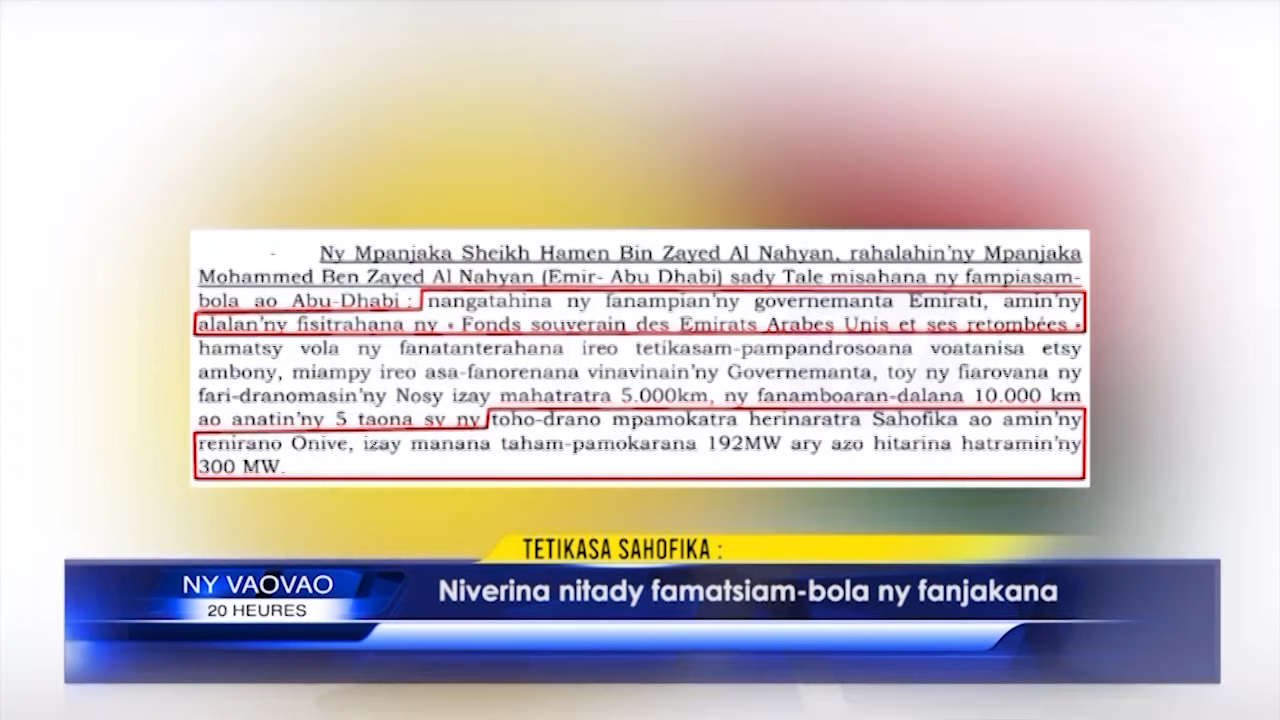 - Ny Mpanjaka Sheikh Hamen Bin Zayed Al Nahyan, rahalahin'ny Mpanjaka
Mohammed Ben Zayed Al Nahyan (Emir- Abu Dhabi) sady Tale misahana ny fampiasam-
bola ao Abu-Dhabi : nangatahina ny fanampian'ny governemanta Emirati, amin'ny
alalan'ny fisitrahana ny « Fonds souverain des Emirats Arabes Unis et ses retombées »
hamatsy vola ny fanatanterahana ireo tetikasam-pampandrosoana voatanisa etsy
ambony, miampy ireo asa-fanorenana vinavinain'ny Governemanta, toy ny fiarovana ny
fari-dranomasin'ny Nosy izay mahatratra 5.000km, ny fanamboaran-dalana 10.000 km
ao anatin'ny 5 taona sy ny toho-drano mpamokatra herinaratra Sahofika ao amin'ny
renirano Onive, izay manana taham-pamokarana 192MW ary azo hitarina hatramin'ny
300 MW.
TETIKASA SAHOFIKA :
NY VAOVAO
20 HEURES
Niverina nitady famatsiam-bola ny fanjakana